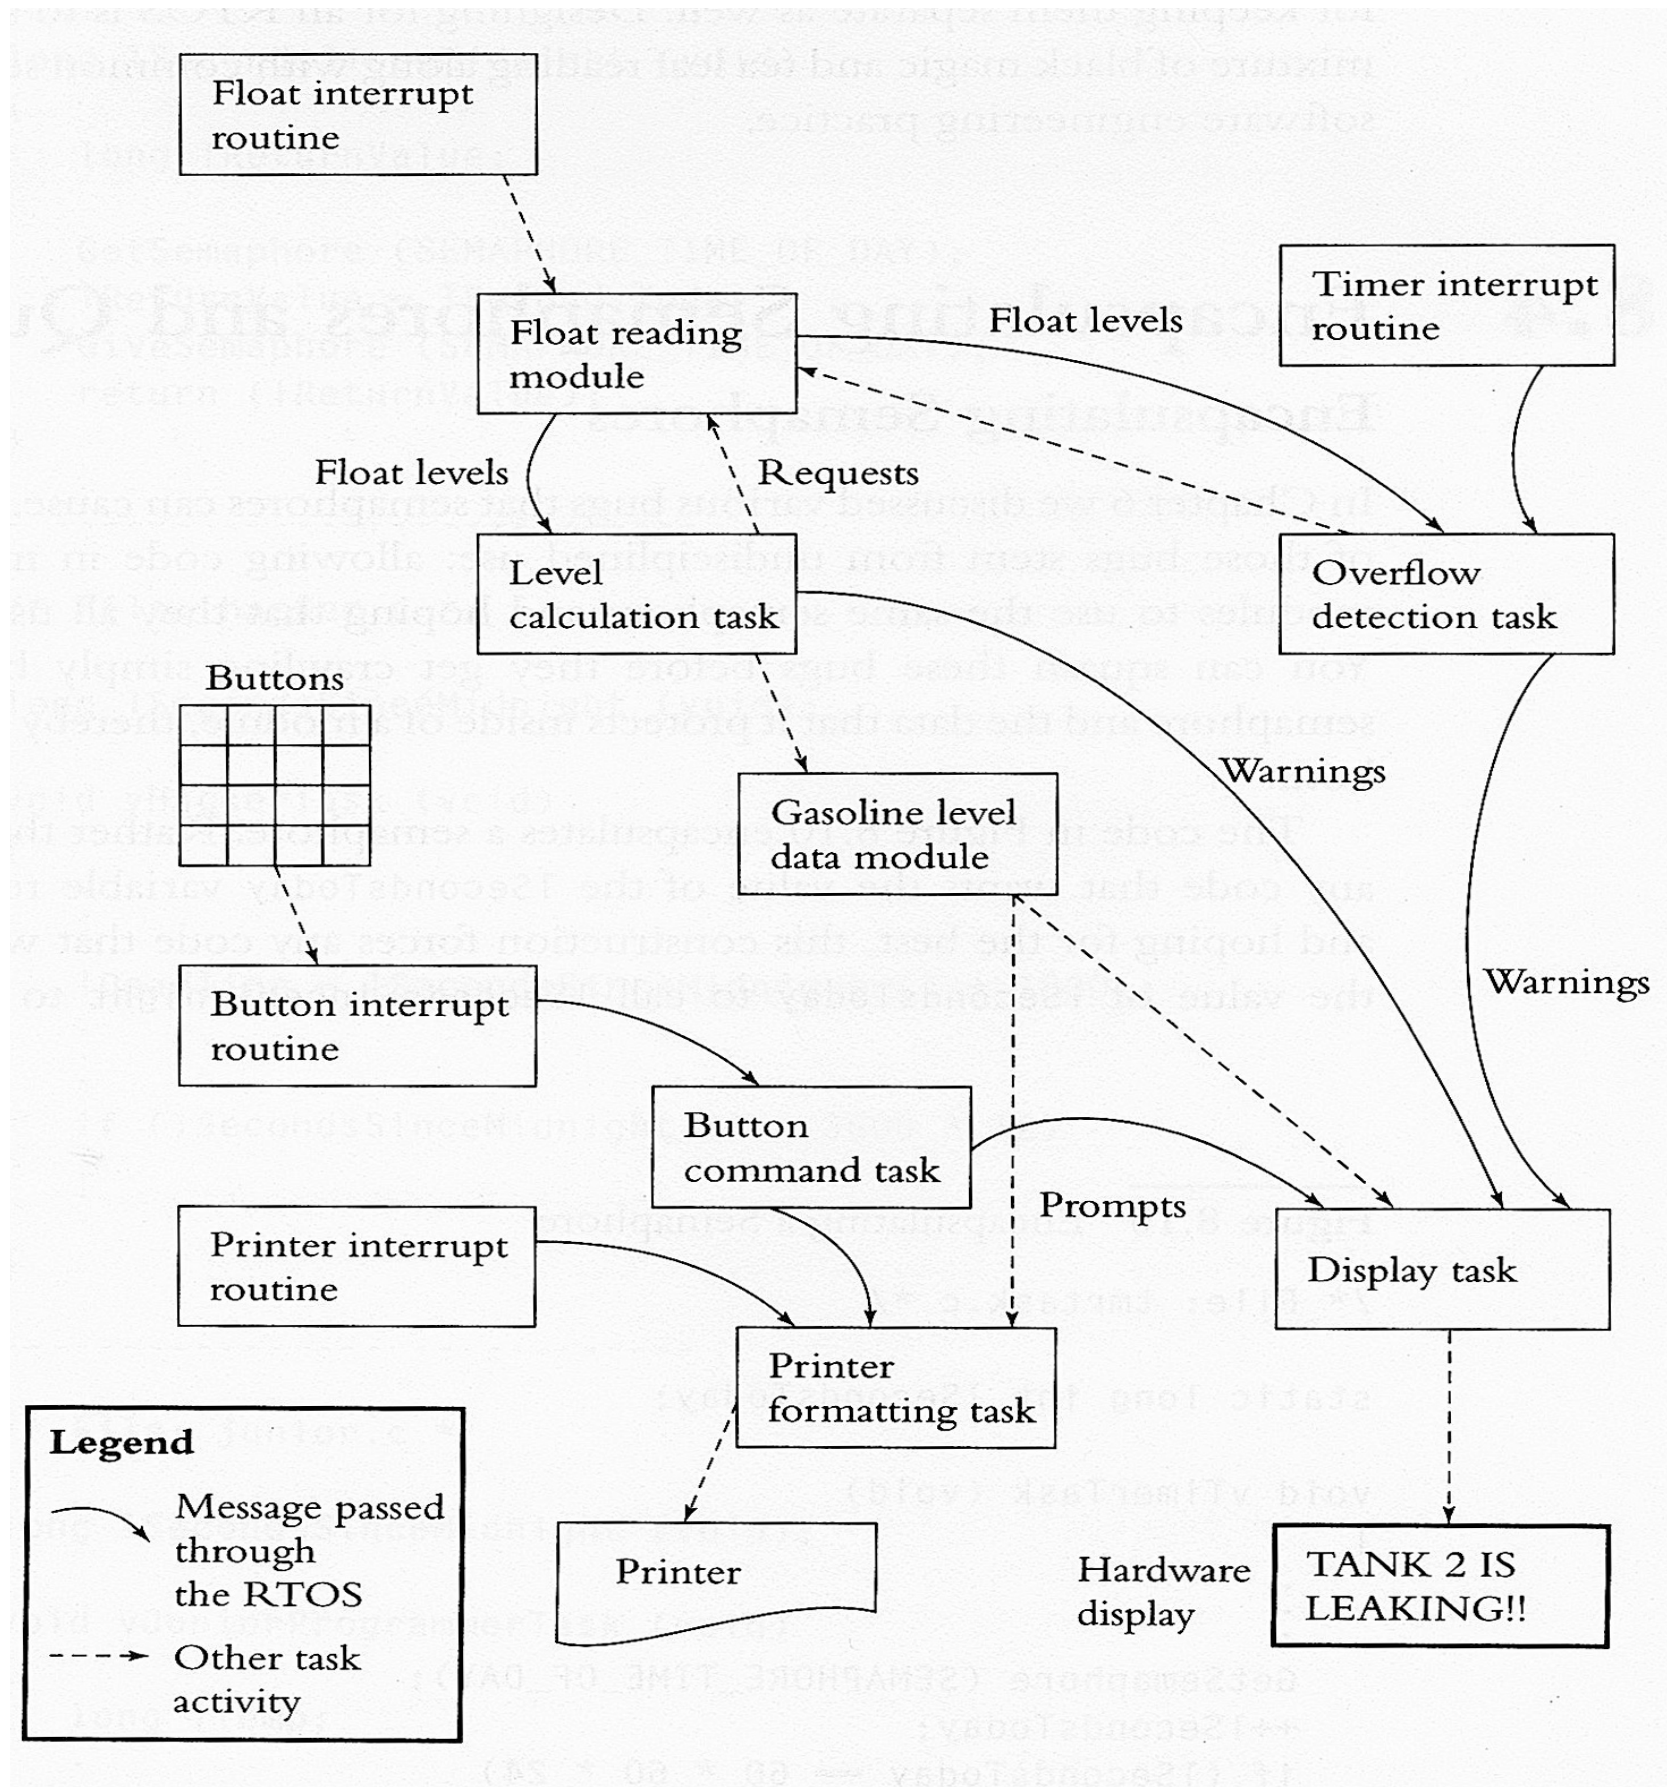 Float interrupt
routine
Timer interrupt
routine
Float levels
Float reading
module
Float levels
Requests
Level
calculation task
Overflow
detection task
Buttons
Warnings
Gasoline level
data module
Warnings
Button interrupt
routine
Button
command task
Prompts
Printer interrupt
routine
Display task
Printer
formatting task
Legend
Message passed
through
the RTOS
Other task
activity
Printer
Hardware
display
TANK 2 IS
LEAKING!!